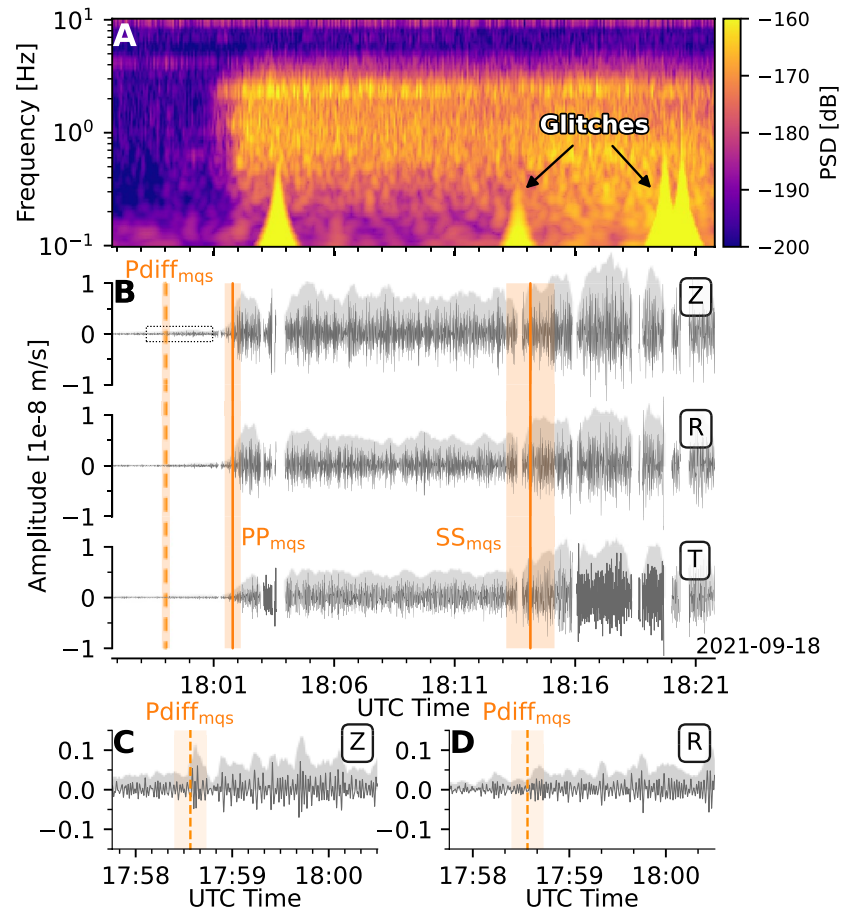 A
10^1
10^0
10^-1
Frequency [Hz]
Glitches
−160
−170
−180
−190
−200
PSD [dB]
Pdiff_mqs
B
Z
1
0
−1
R
1
0
−1
PP_mqs
SS_mqs
T
1
0
−1
Amplitude [1e-8 m/s]
2021-09-18
18:01
18:06
18:11
18:16
18:21
UTC Time
Pdiff_mqs
C
Z
0.1
0.0
−0.1
17:58
17:59
18:00
UTC Time
Pdiff_mqs
D
R
0.1
0.0
−0.1
17:58
17:59
18:00
UTC Time